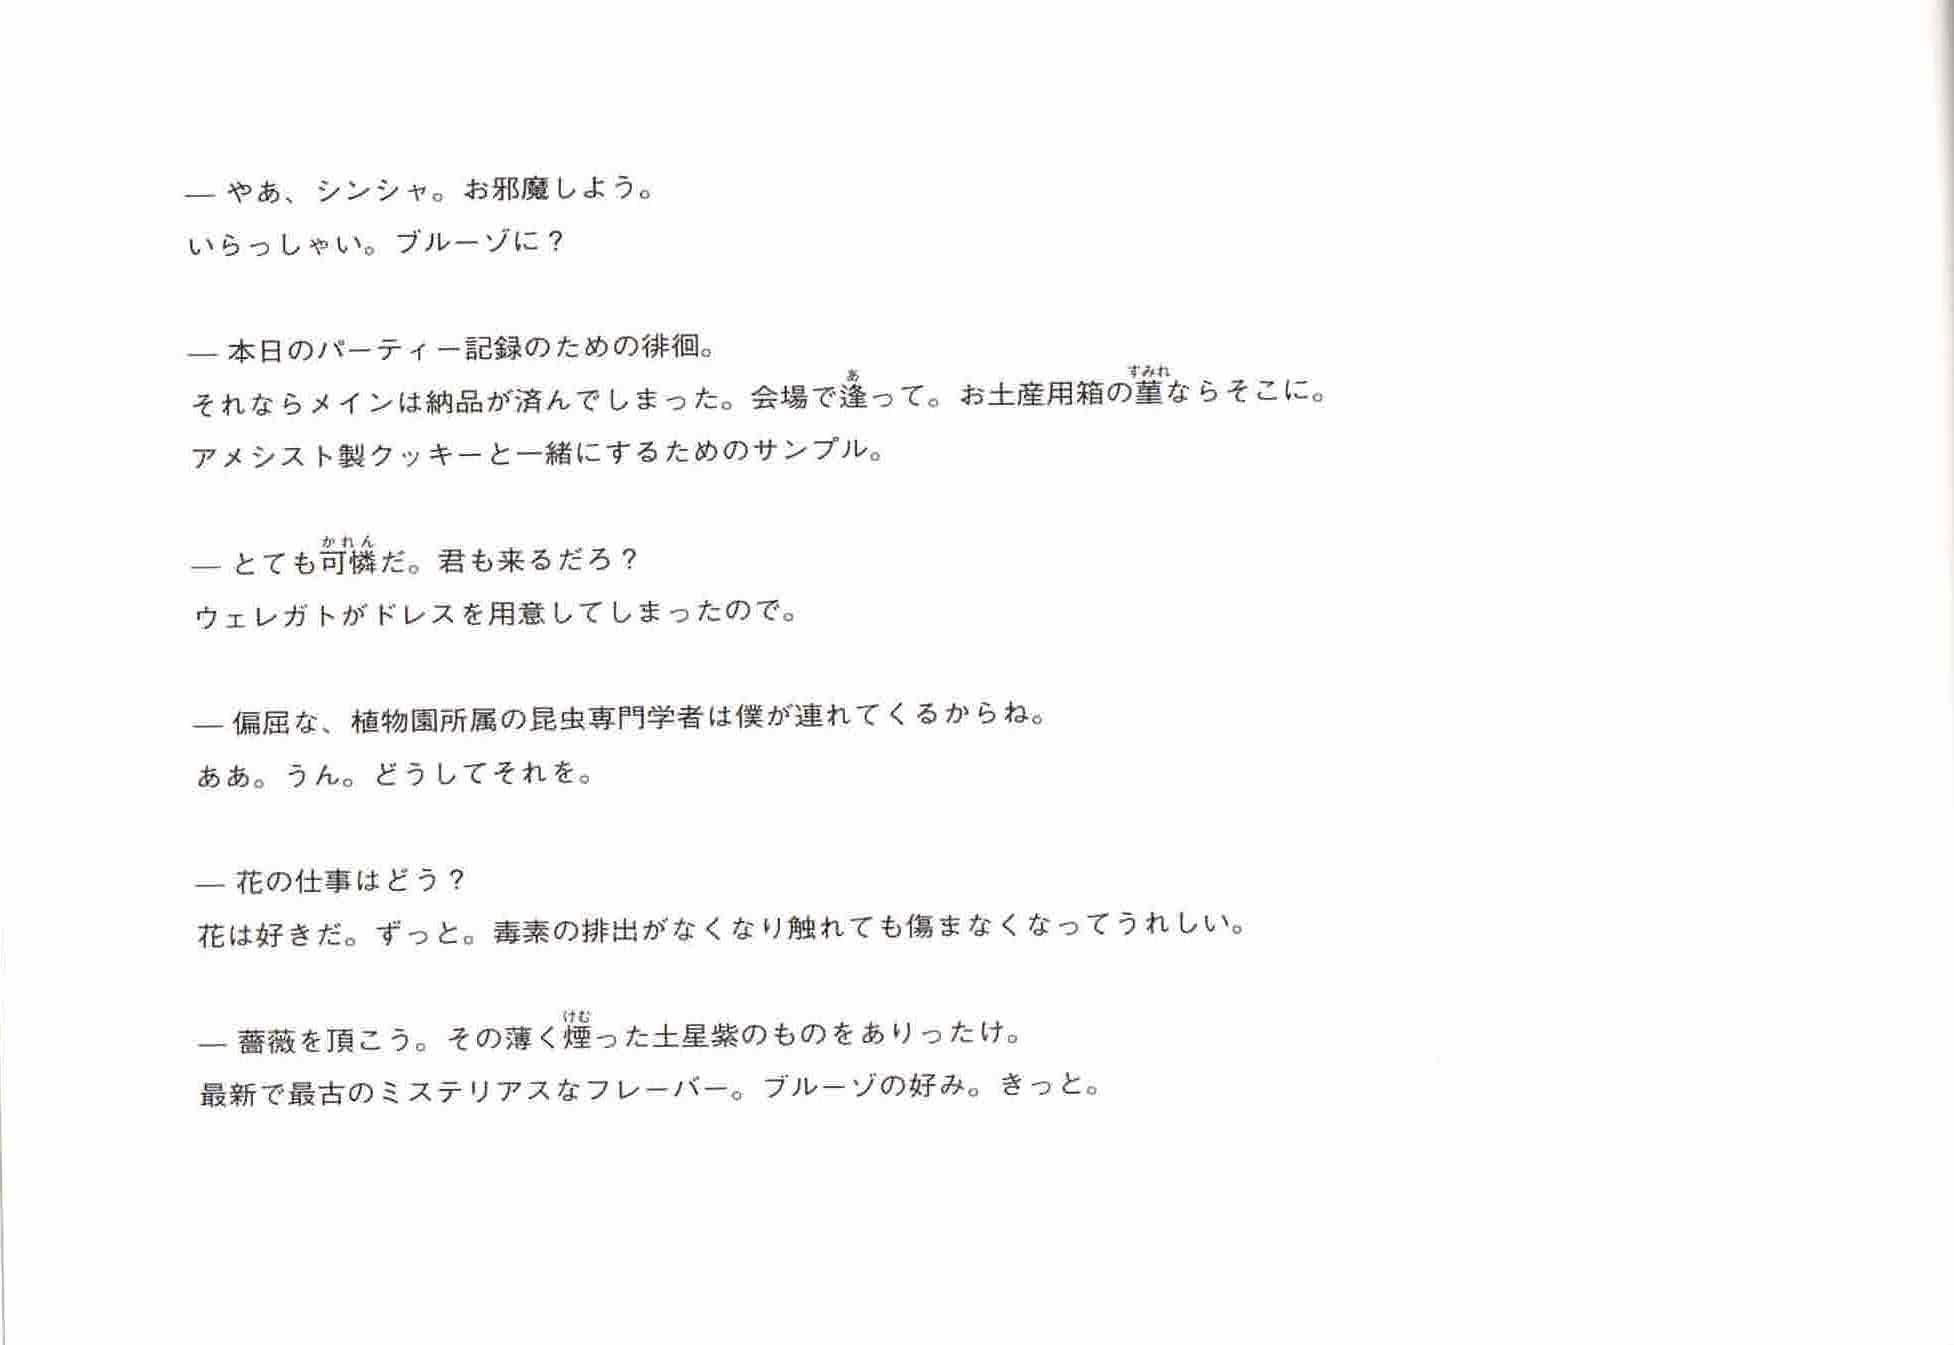 ― やあ、シンシャ。お邪魔しよう。
いらっしゃい。ブルーゾに？
― 本日のパーティー記録のための徘徊。
それならメインは納品が済んでしまった。会場で逢って。お土産用箱の菫ならそこに。
アメシスト製クッキーと一緒にするためのサンプル。
― とても可憐だ。君も来るだろ？
ウェレガトがドレスを用意してしまったので。
― 偏屈な、植物園所属の昆虫専門学者は僕が連れてくるからね。
ああ。うん。どうしてそれを。
― 花の仕事はどう？
花は好きだ。ずっと。毒素の排出がなくなり触れても傷まなくなってうれしい。
― 薔薇を頂こう。その薄く煙った土星紫のものをありったけ。
最新で最古のミステリアスなフレーバー。ブルーゾの好み。きっと。